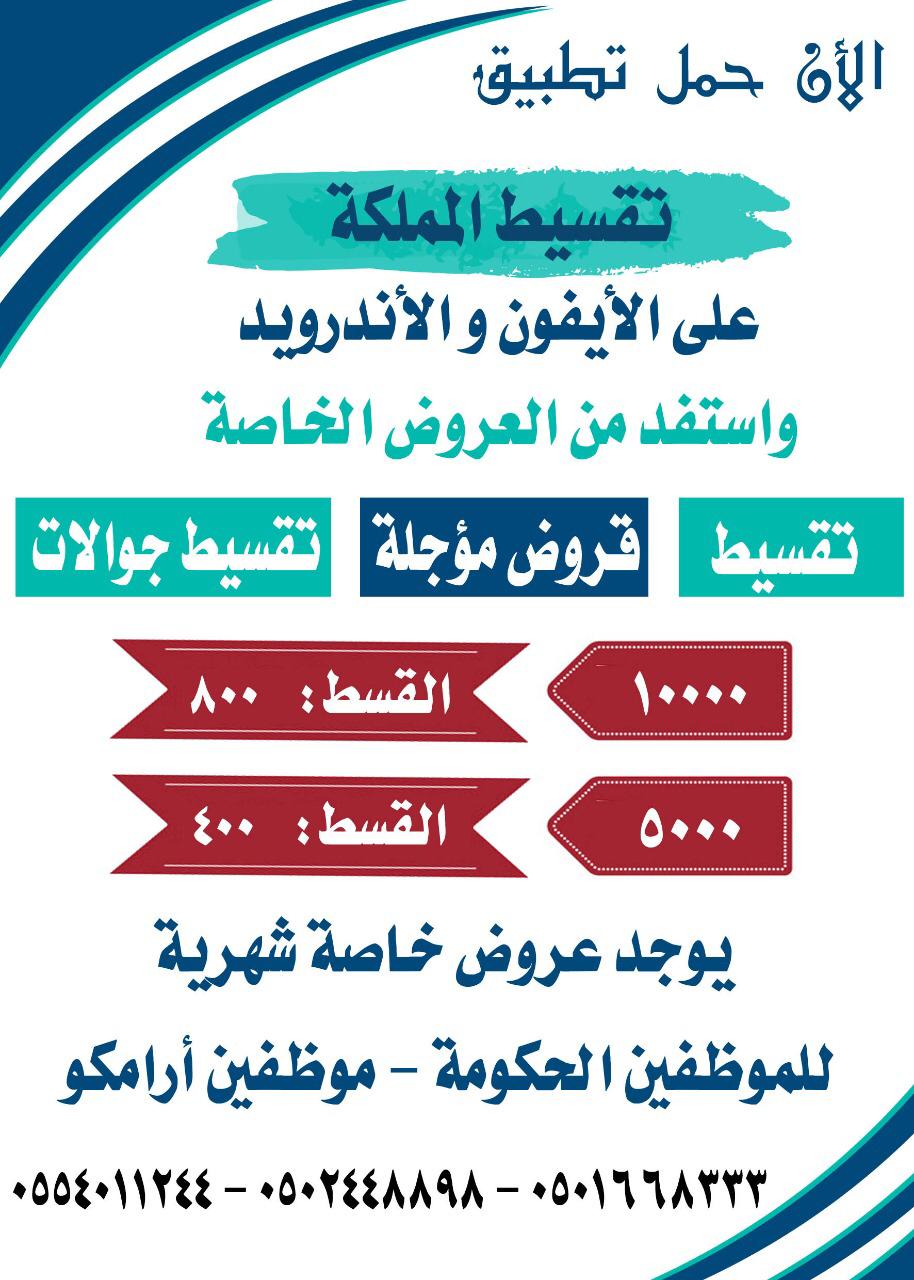 الأن حمل تطبيق
تقسيط المملكة
على الأيفون و الأندرويد
واستفد من العروض الخاصة
تقسيط قروض مؤجلة تقسيط جوالات
١٠٠٠٠ القسط: ٨٠٠
٥٠٠٠ القسط: ٤٠٠
يوجد عروض خاصة شهرية
للموظفين الحكومة - موظفين أرامكو
٠٥٥٤٠١١٢٤٤ - ٠٥٠٢٤٤٨٨٩٨ - ٠٥٠١٦٦٨٣٣٣